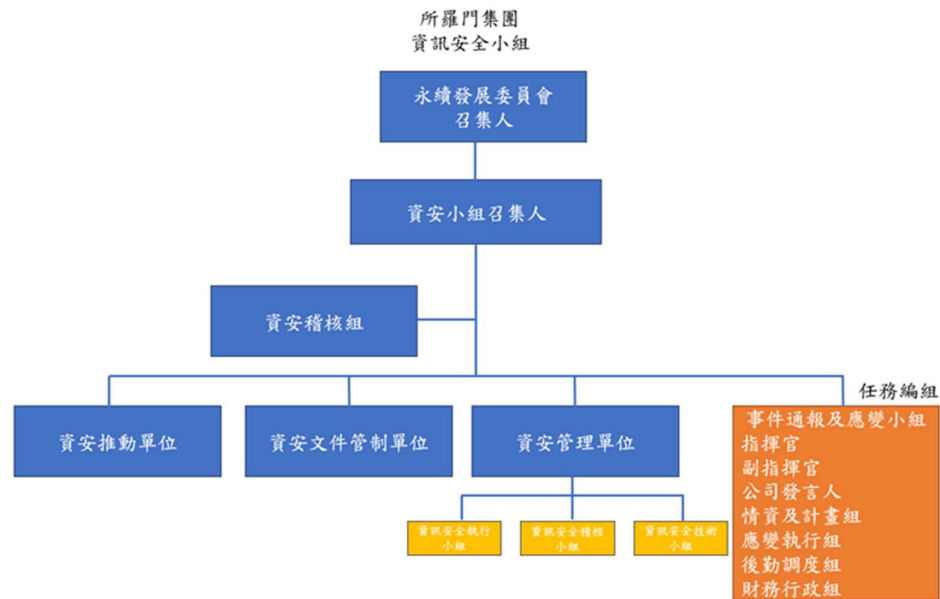 所羅門集團
資訊安全小組
永續發展委員會
召集人
資安小組召集人
資安稽核組
任務編組
資安推動單位
資安文件管制單位
資安管理單位
事件通報及應變小組
指揮官
副指揮官
公司發言人
情資及計畫組
應變執行組
後勤調度組
財務行政組
資訊安全執行
小組
資訊安全稽核
小組
資訊安全技術
小組